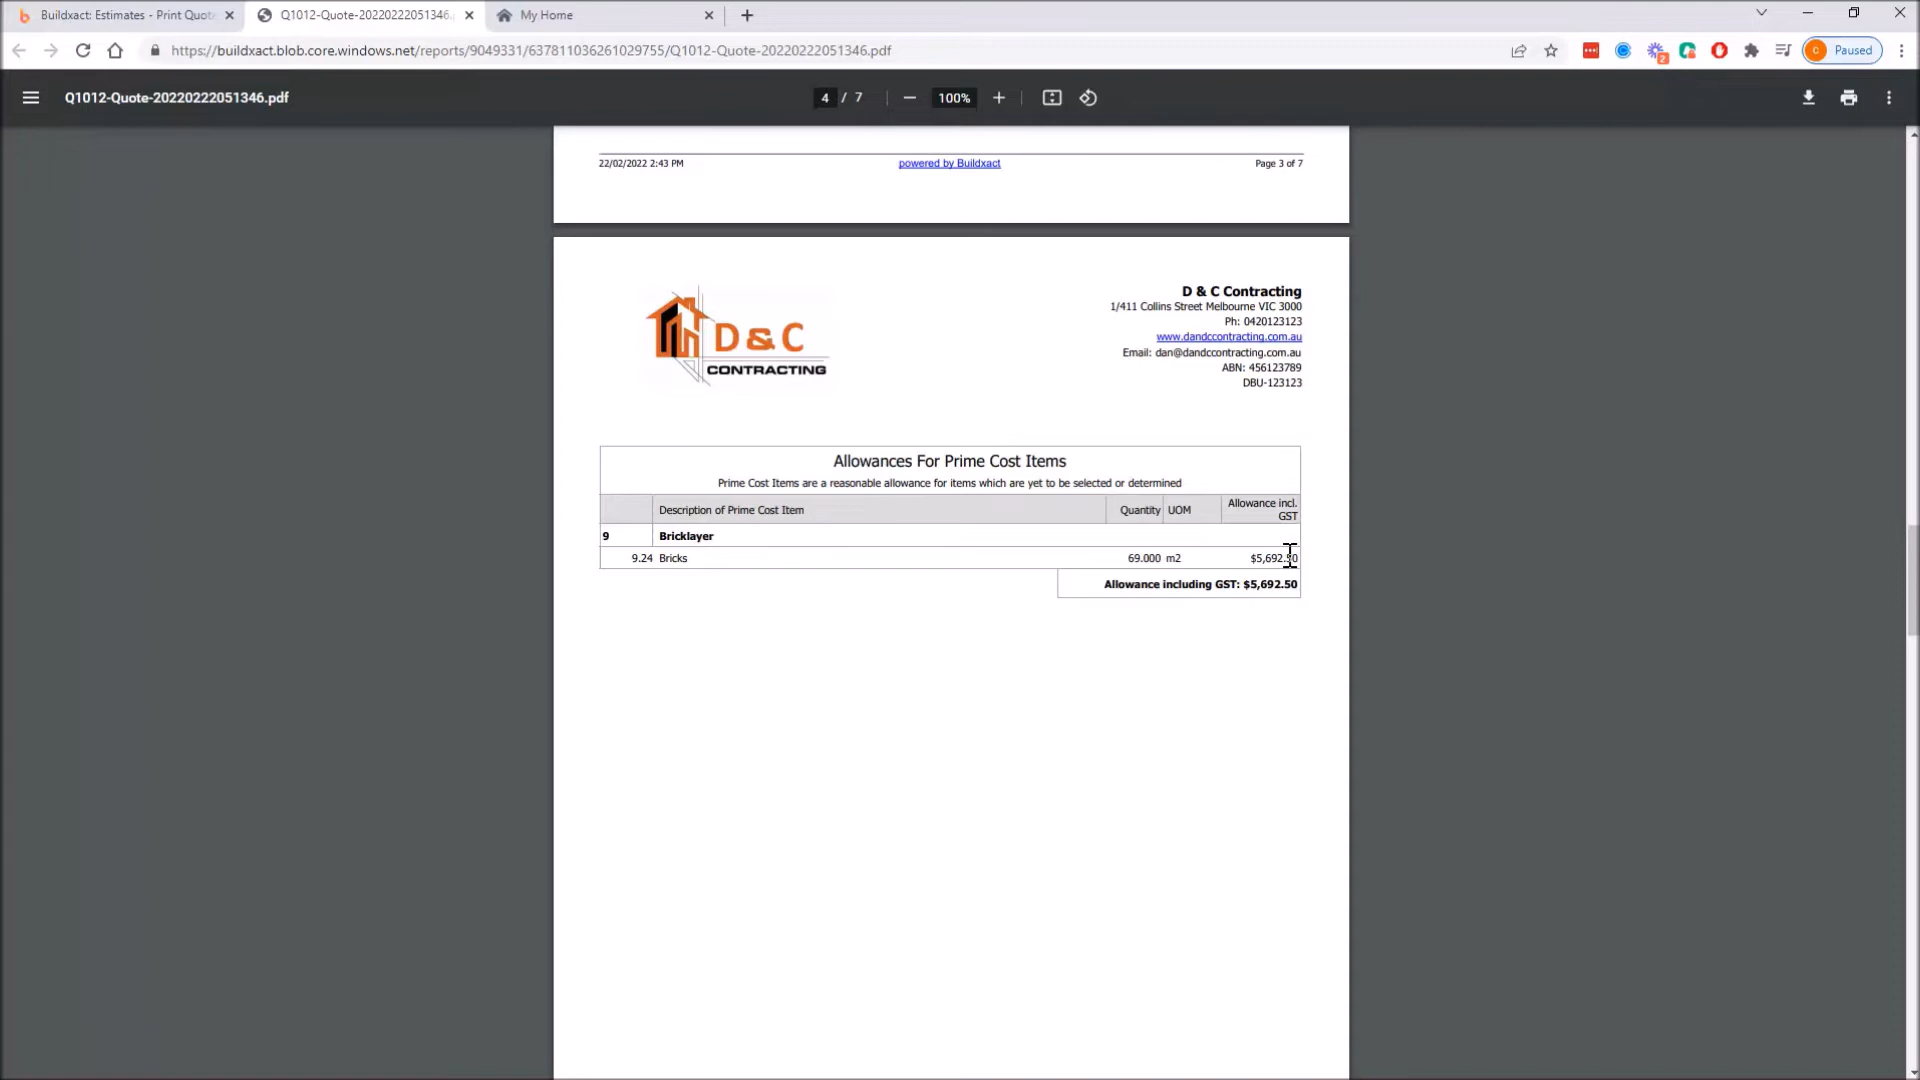 Buildxact: Estimates - Print Quot
Q1012-Quote-20220222051346.
My Home
https://buildxact.blob.core.windows.net/reports/9049331/637811036261029755/Q1012-Quote-20220222051346.pdf
2
C
Paused
Q1012-Quote-20220222051346.pdf
4 / 7
100%
22/02/2022 2:43 PM
powered by Buildxact
Page 3 of 7
D & C
CONTRACTING
D & C Contracting
1/411 Collins Street Melbourne VIC 3000
Ph: 0420123123
www.dandccontracting.com.au
Email: dan@dandccontracting.com.au
ABN: 456123789
DBU-123123
Allowances For Prime Cost Items
Prime Cost Items are a reasonable allowance for items which are yet to be selected or determined
Description of Prime Cost Item Quantity UOM Allowance incl.
GST
9 Bricklayer
9.24 Bricks 69.000 m2 $5,692.50
Allowance including GST: $5,692.50